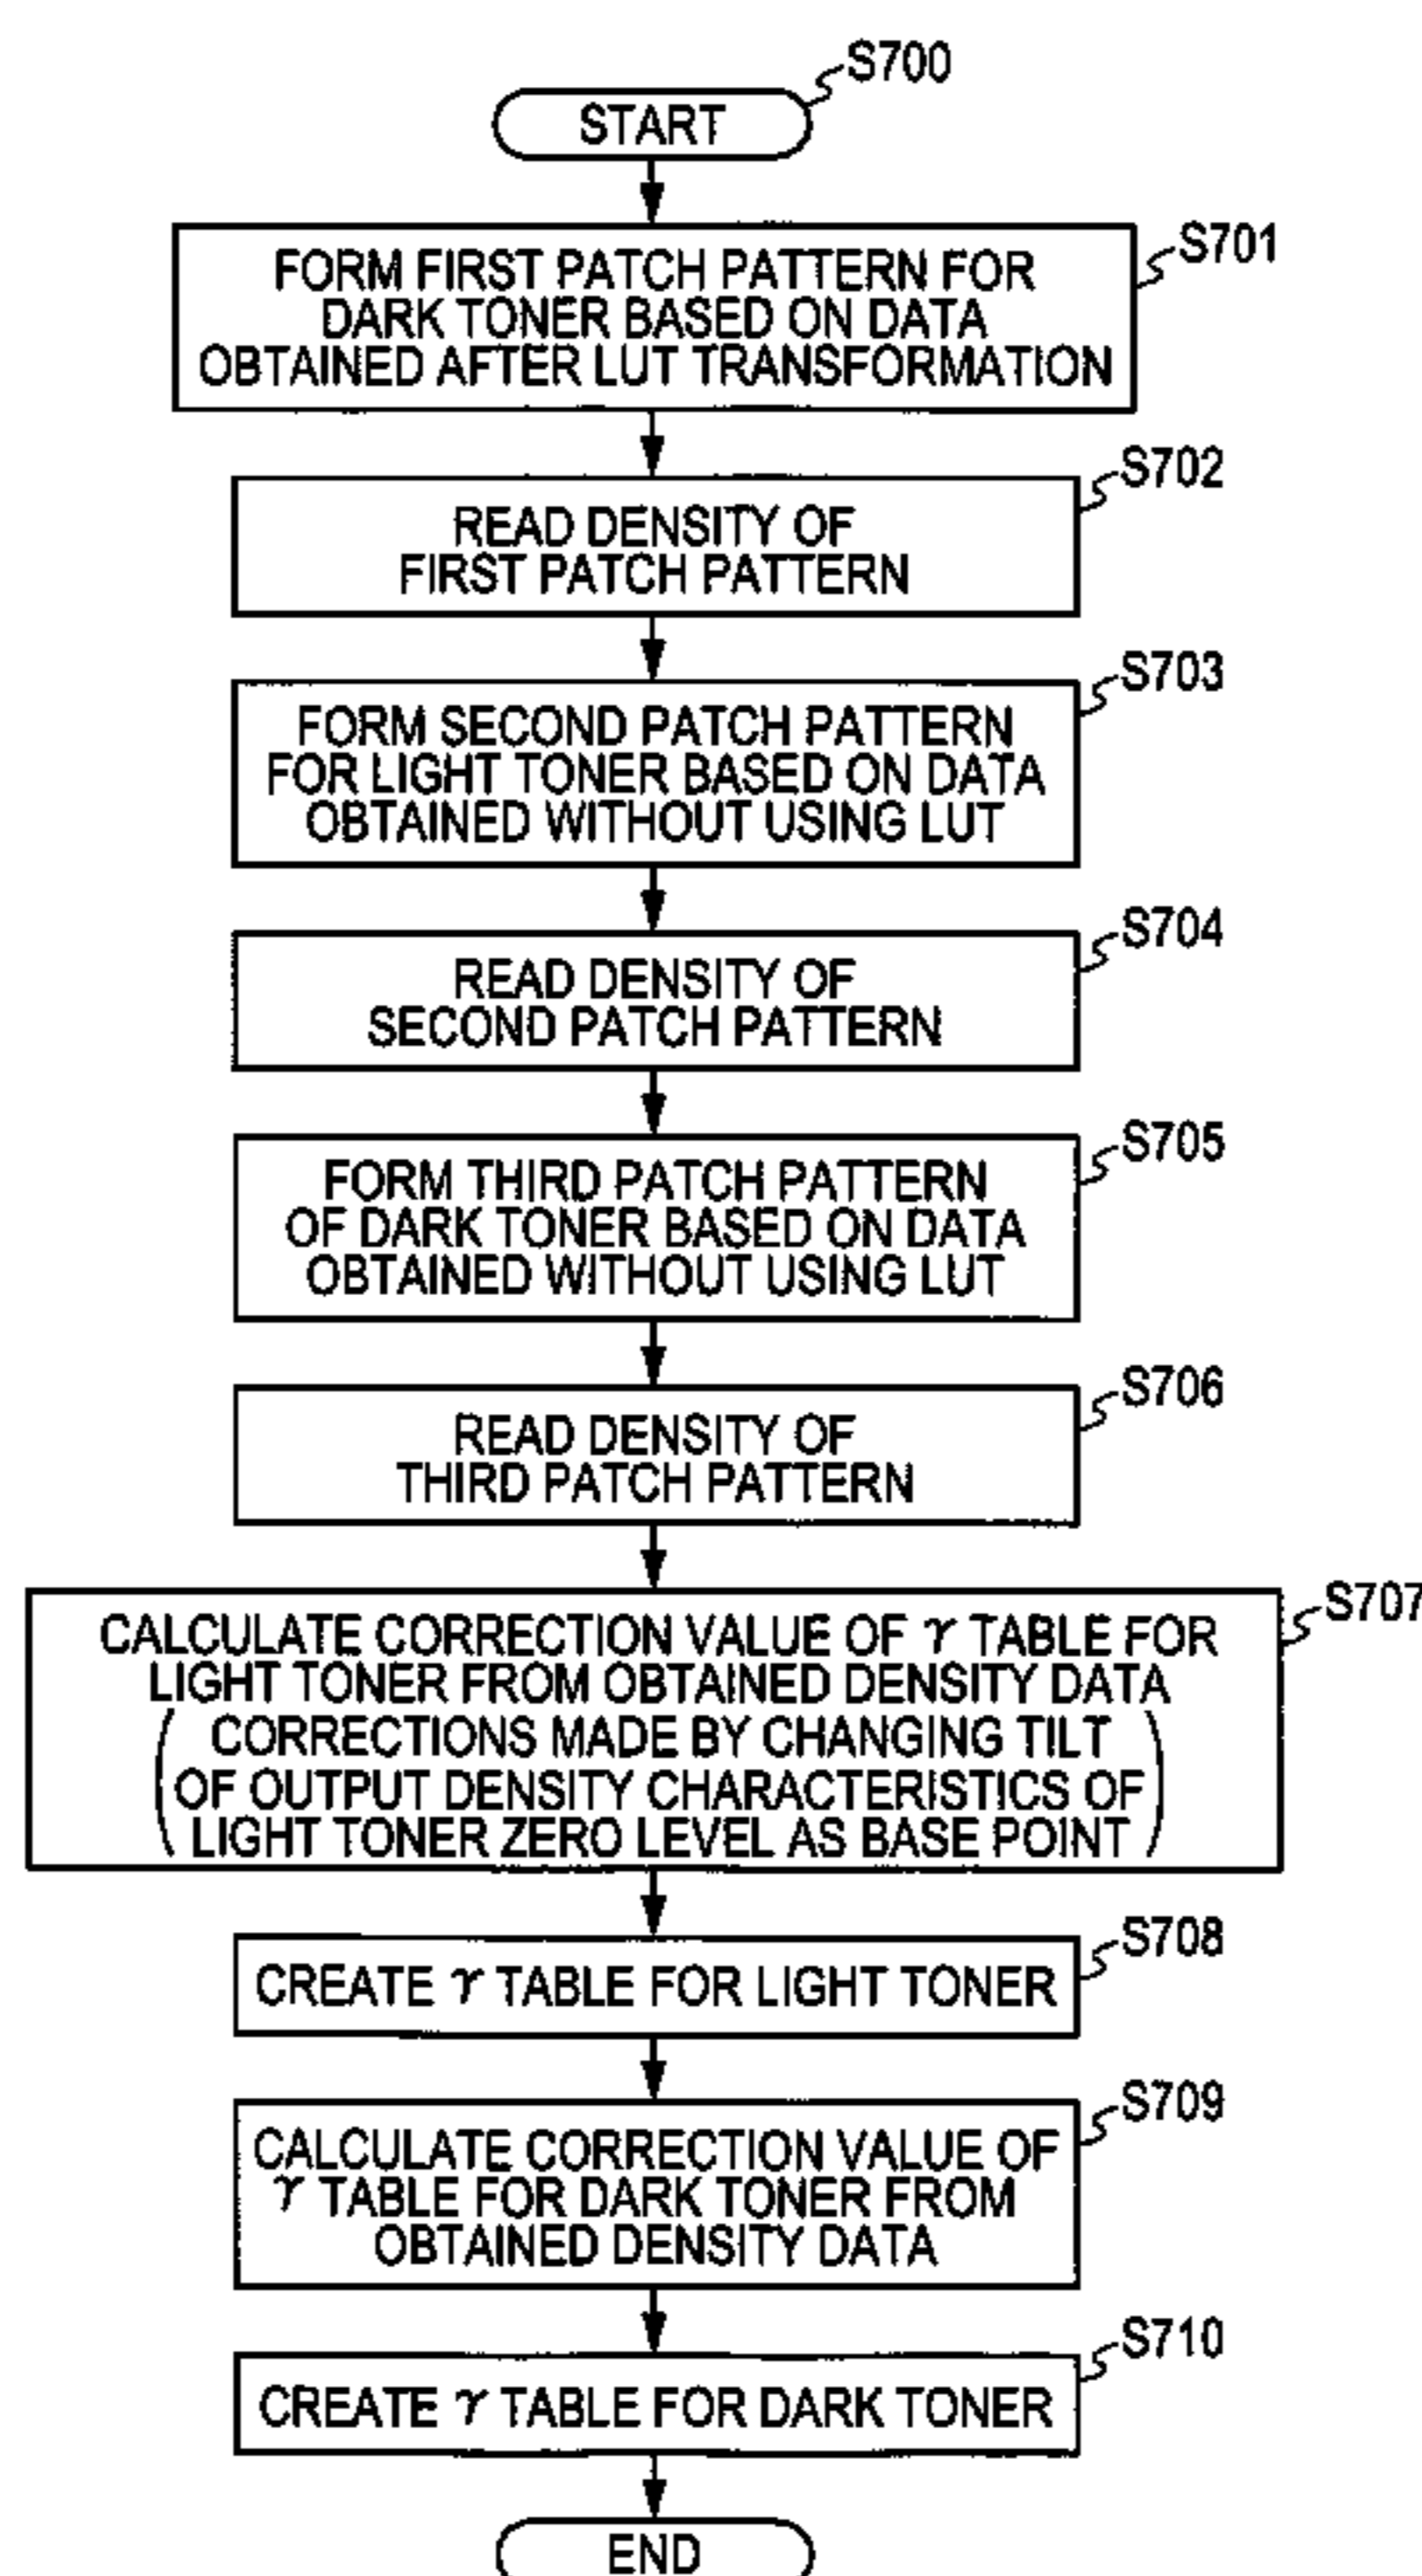 S700
START
S701
FORM FIRST PATCH PATTERN FOR
DARK TONER BASED ON DATA
OBTAINED AFTER LUT TRANSFORMATION
S702
READ DENSITY OF
FIRST PATCH PATTERN
S703
FORM SECOND PATCH PATTERN
FOR LIGHT TONER BASED ON DATA
OBTAINED WITHOUT USING LUT
S704
READ DENSITY OF
SECOND PATCH PATTERN
S705
FORM THIRD PATCH PATTERN
OF DARK TONER BASED ON DATA
OBTAINED WITHOUT USING LUT
S706
READ DENSITY OF
THIRD PATCH PATTERN
S707
CALCULATE CORRECTION VALUE OF γ TABLE FOR
LIGHT TONER FROM OBTAINED DENSITY DATA
(CORRECTIONS MADE BY CHANGING TILT
OF OUTPUT DENSITY CHARACTERISTICS OF
LIGHT TONER ZERO LEVEL AS BASE POINT)
S708
CREATE γ TABLE FOR LIGHT TONER
S709
CALCULATE CORRECTION VALUE OF
γ TABLE FOR DARK TONER FROM
OBTAINED DENSITY DATA
S710
CREATE γ TABLE FOR DARK TONER
END